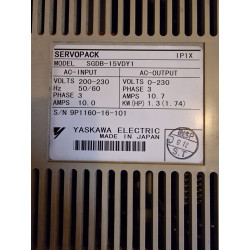 SERVOPACK IP1X
MODEL SGDB-15VDY1
AC-INPUT AC-OUTPUT
VOLTS 200-230 VOLTS 0-230
Hz 50/60 PHASE 3
PHASE 3 AMPS 10.7
AMPS 10.0 KW(HP) 1.3(1.74)
S/N 9P1160-16-101
YASKAWA ELECTRIC
MADE IN JAPAN